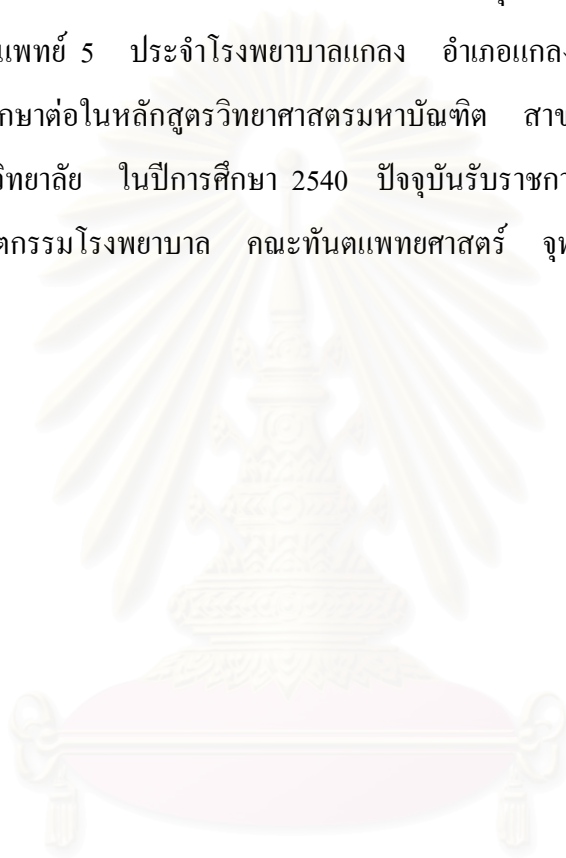 แพทย์ 5 ประจำโรงพยาบาลแกลง อำเภอแกลง
กษาต่อในหลักสูตรวิทยาศาสตรมหาบัณฑิต สาข
วิทยาลัย ในปีการศึกษา 2540 ปัจจุบันรับราชกา
ตกรรมโรงพยาบาล คณะทันตแพทยศาสตร์ จุฬ